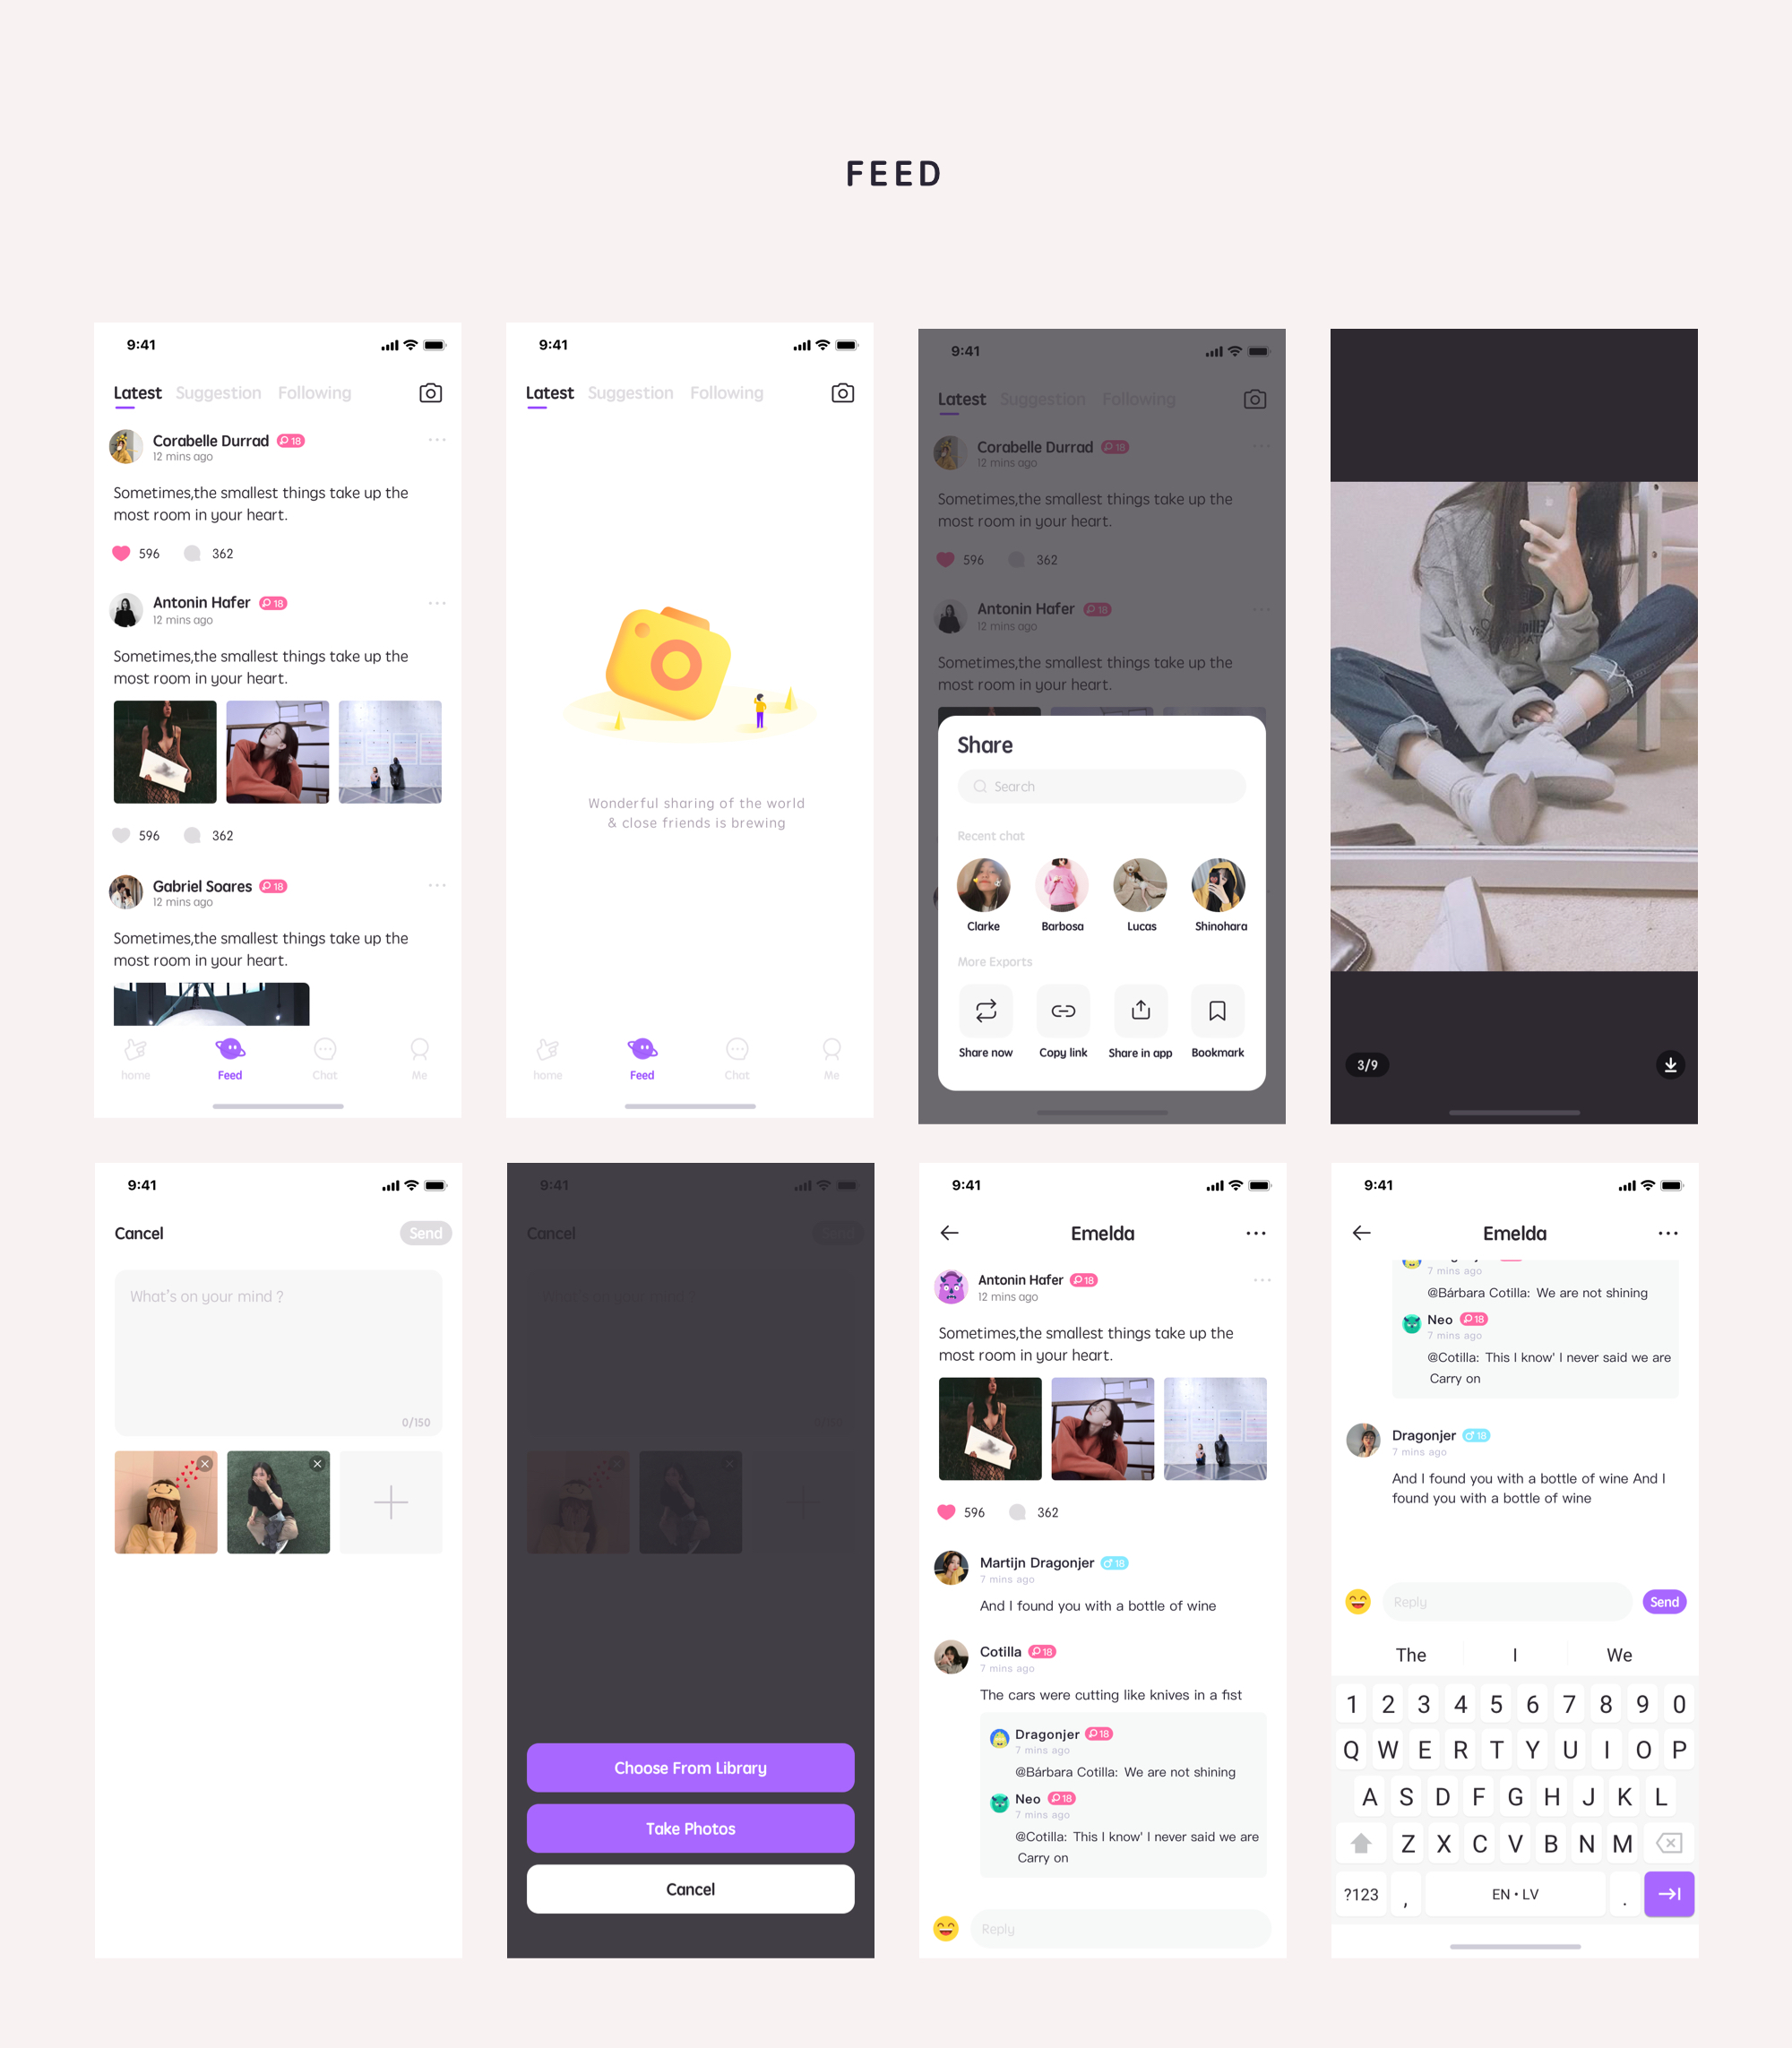 FEED
9:41
Latest Suggestion Following
Corabelle Durrad 18
12 mins ago
Sometimes,the smallest things take up the
most room in your heart.
596 362
Antonin Hafer 18
12 mins ago
Sometimes,the smallest things take up the
most room in your heart.
596 362
Gabriel Soares 18
12 mins ago
Sometimes,the smallest things take up the
most room in your heart.
home Feed Chat Me
9:41
Latest Suggestion Following
Wonderful sharing of the world
& close friends is brewing
home Feed Chat Me
9:41
Latest Suggestion Following
Corabelle Durrad 18
12 mins ago
Sometimes,the smallest things take up the
most room in your heart.
596 362
Antonin Hafer 18
12 mins ago
Sometimes,the smallest things take up the
most room in your heart.
Share
Search
Recent chat
Clarke Barbosa Lucas Shinohara
More Exports
Share now Copy link Share in app Bookmark
3/9
9:41
Cancel Send
What's on your mind ?
0/150
9:41
Cancel Send
What's on your mind ?
0/150
Choose From Library
Take Photos
Cancel
9:41
Emelda
Antonin Hafer 18
12 mins ago
Sometimes,the smallest things take up the
most room in your heart.
596 362
Martijn Dragonjer 18
7 mins ago
And I found you with a bottle of wine
Cotilla 18
7 mins ago
The cars were cutting like knives in a fist
Dragonjer 18
7 mins ago
@Bárbara Cotilla: We are not shining
Neo 18
7 mins ago
@Cotilla: This I know' I never said we are
Carry on
Reply
9:41
Emelda
7 mins ago
@Bárbara Cotilla: We are not shining
Neo 18
7 mins ago
@Cotilla: This I know' I never said we are
Carry on
Dragonjer 18
7 mins ago
And I found you with a bottle of wine And I
found you with a bottle of wine
Reply Send
The I We
1 2 3 4 5 6 7 8 9 0
Q W E R T Y U I O P
A S D F G H J K L
Z X C V B N M
?123 , EN • LV .